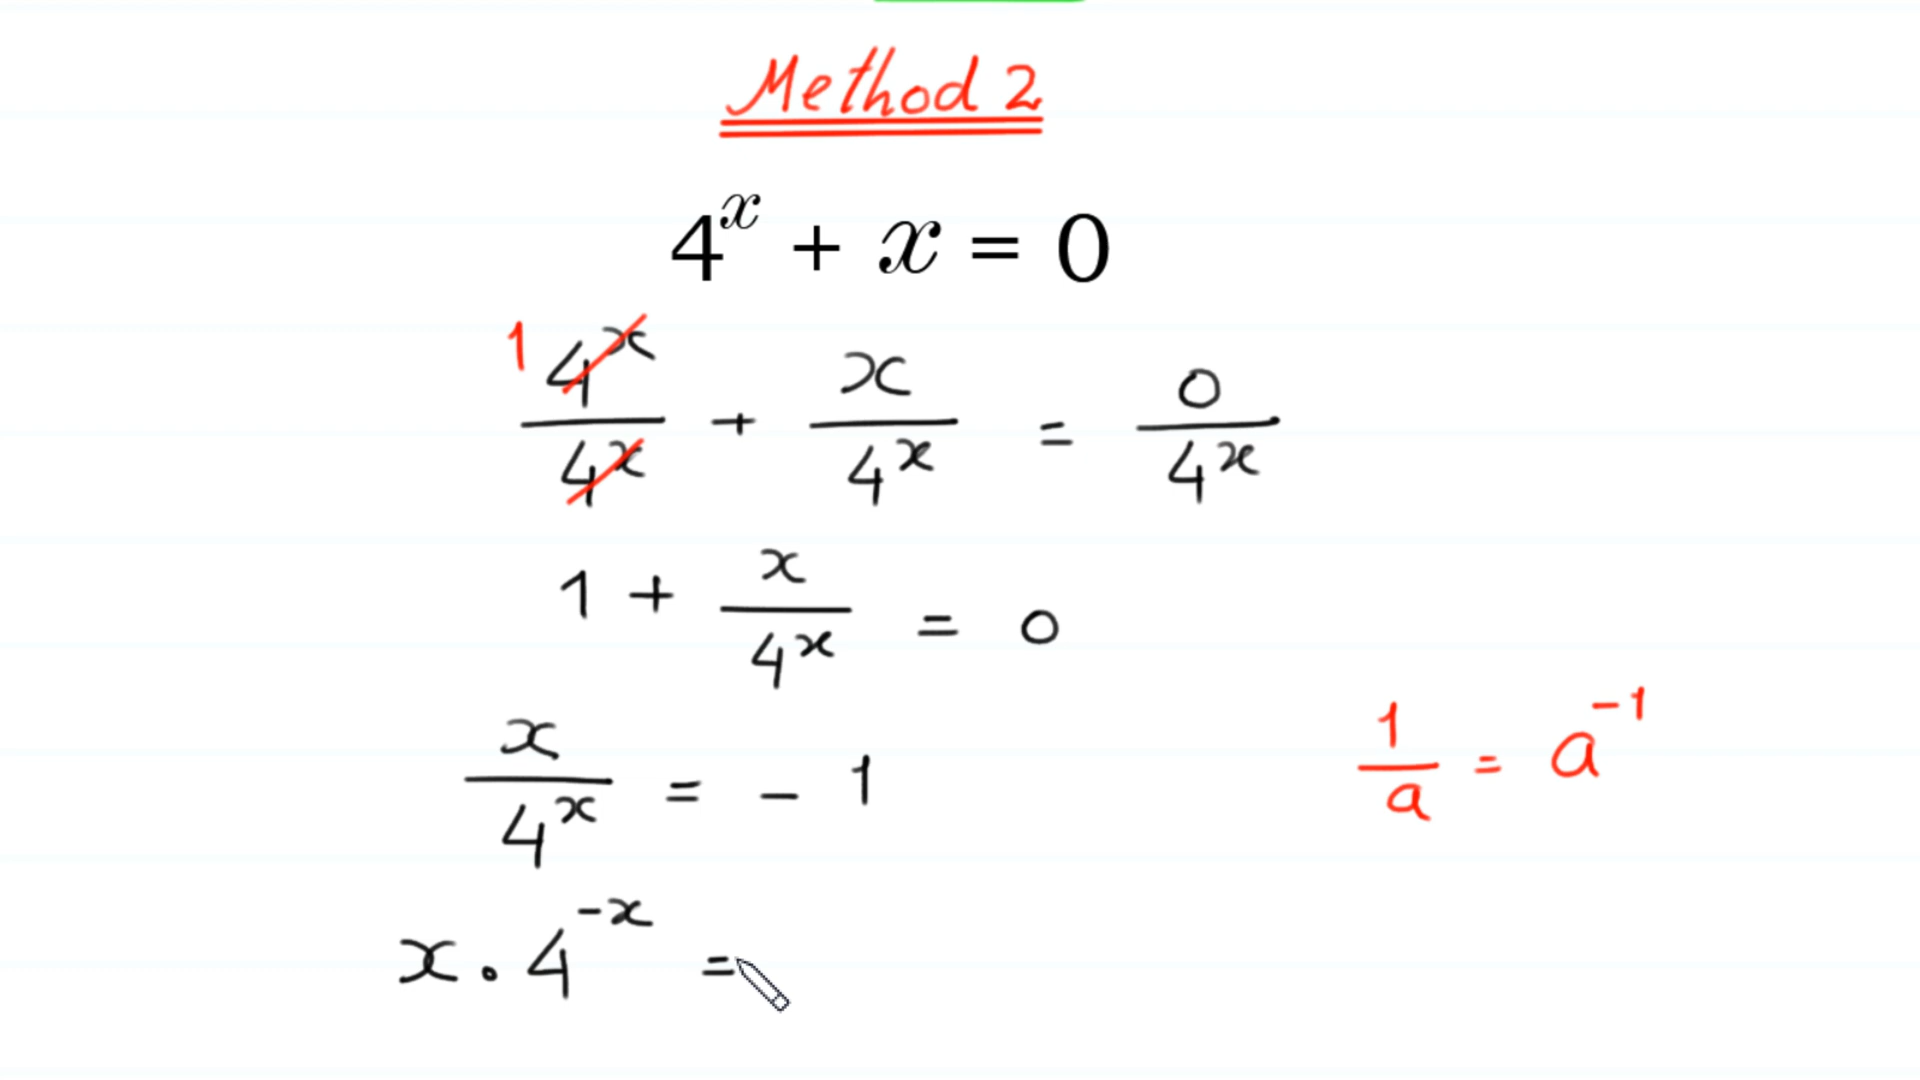 Method 2
4^x + x = 0
1 4^x/4^x + x/4^x = 0/4^x
1 + x/4^x = 0
x/4^x = - 1
1/a = a^-1
x . 4^-x =